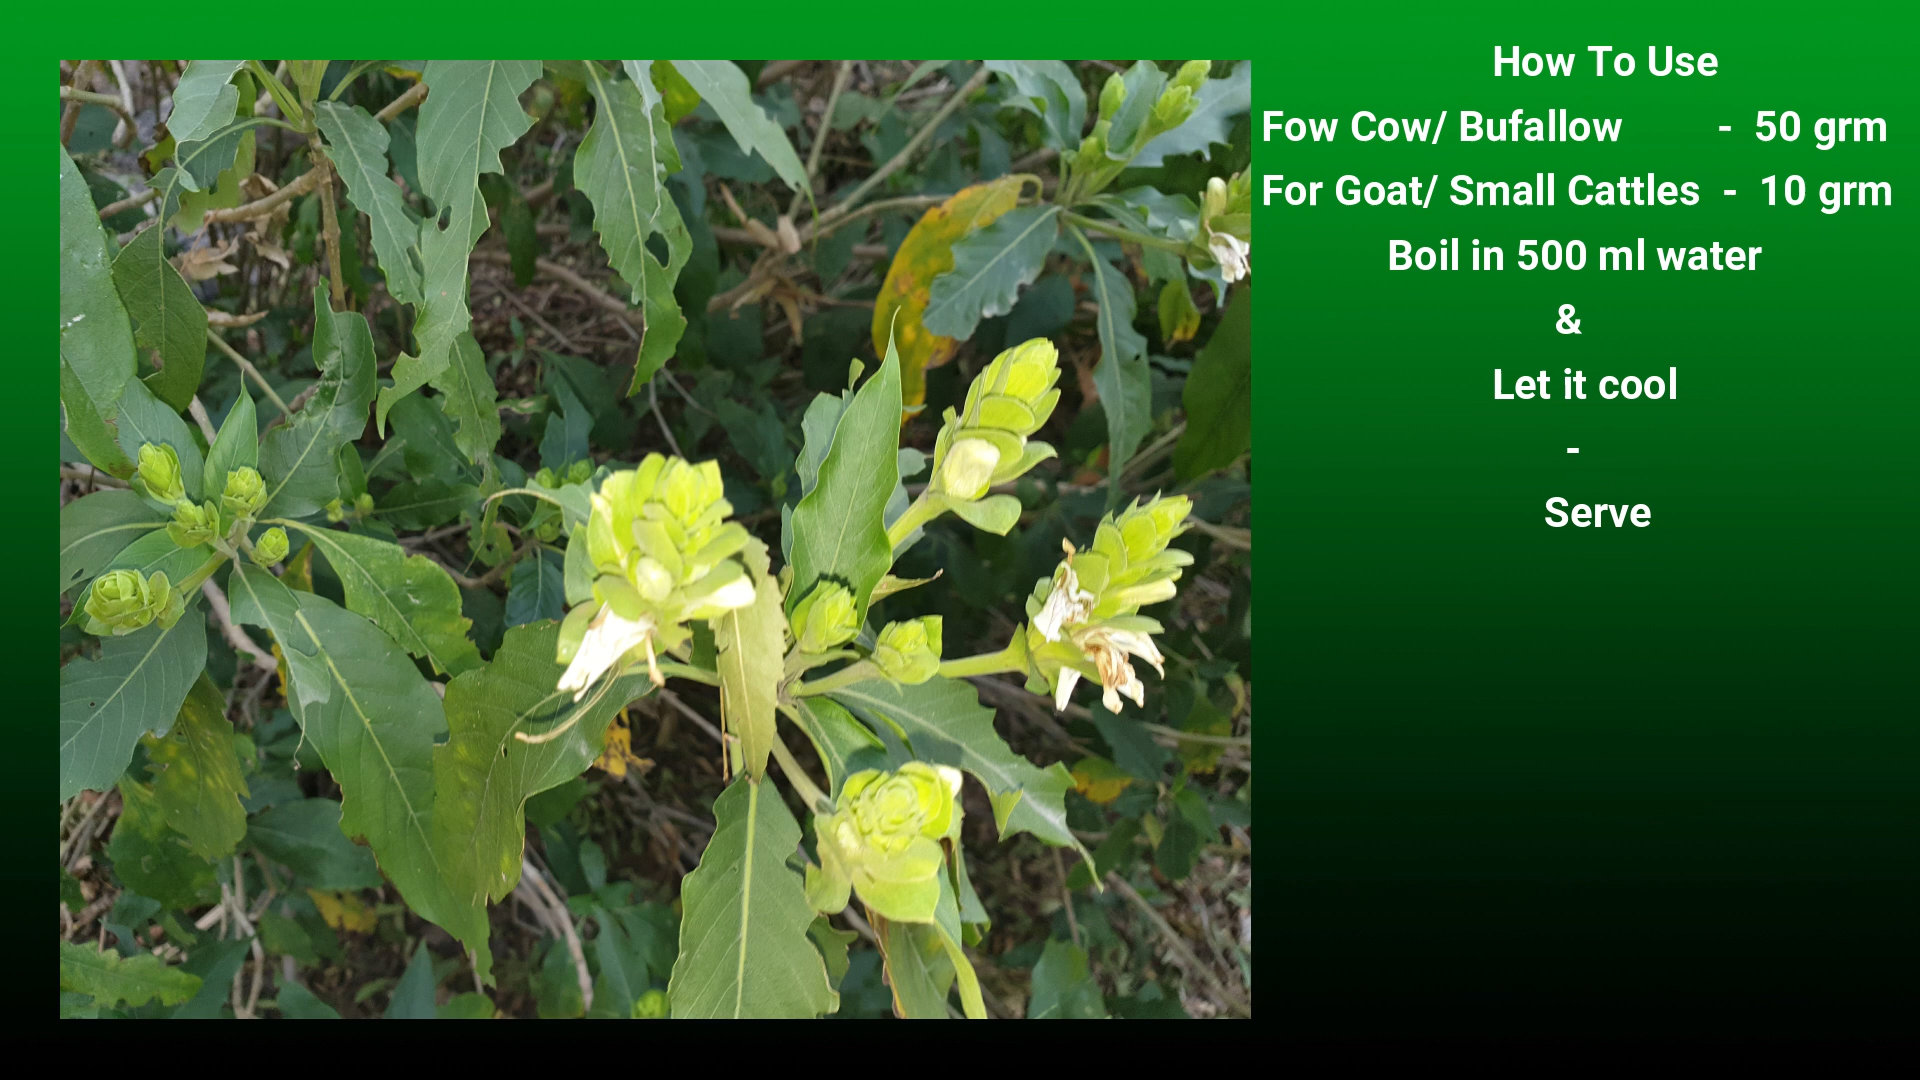 How To Use
Fow Cow/ Bufallow - 50 grm
For Goat/ Small Cattles - 10 grm
Boil in 500 ml water
&
Let it cool
-
Serve